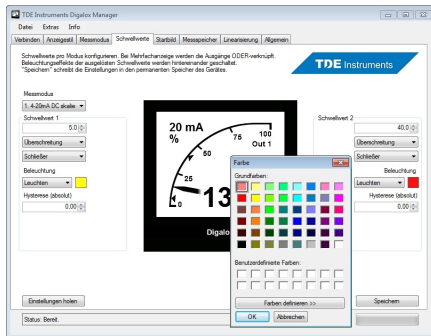 TDE Instruments Digalox Manager
Datei Extras Info
Verbinden Anzeigestil Messmodus Schwellwerte Startbild Messspeicher Linearisierung Allgemein
Schwellwerte pro Modus konfigurieren. Bei Mehrfachanzeige werden die Ausgänge ODER-verknüpft.
Beleuchtungseffekte der ausgelösten Schwellwerte werden hintereinander geschaltet.
"Speichern" schreibt die Einstellungen in den permanenten Speicher des Gerätes.
TDE Instruments
Messmodus
1. 4-20mA DC skalie
Schwellwert 1
5,0
Überschreitung
Schließer
Beleuchtung
Leuchten
Hysterese (absolut)
0,00
20 mA
%
0
25
50
75
100
Out 1
13
Digalo
Schwellwert 2
40,0
Überschreitung
Schließer
Beleuchtung
Leuchten
Hysterese (absolut)
0,00
Farbe
Grundfarben:
Benutzerdefinierte Farben:
Farben definieren >>
OK Abbrechen
Einstellungen holen
Speichern
Status: Bereit.